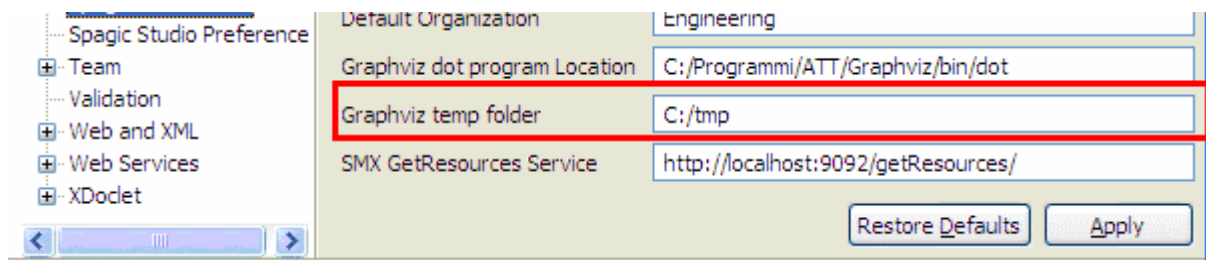 Spagic Studio Preference
Team
Validation
Web and XML
Web Services
XDoclet
Default Organization Engineering
Graphviz dot program Location C:/Programmi/ATT/Graphviz/bin/dot
Graphviz temp folder C:/tmp
SMX GetResources Service http://localhost:9092/getResources/
Restore Defaults Apply